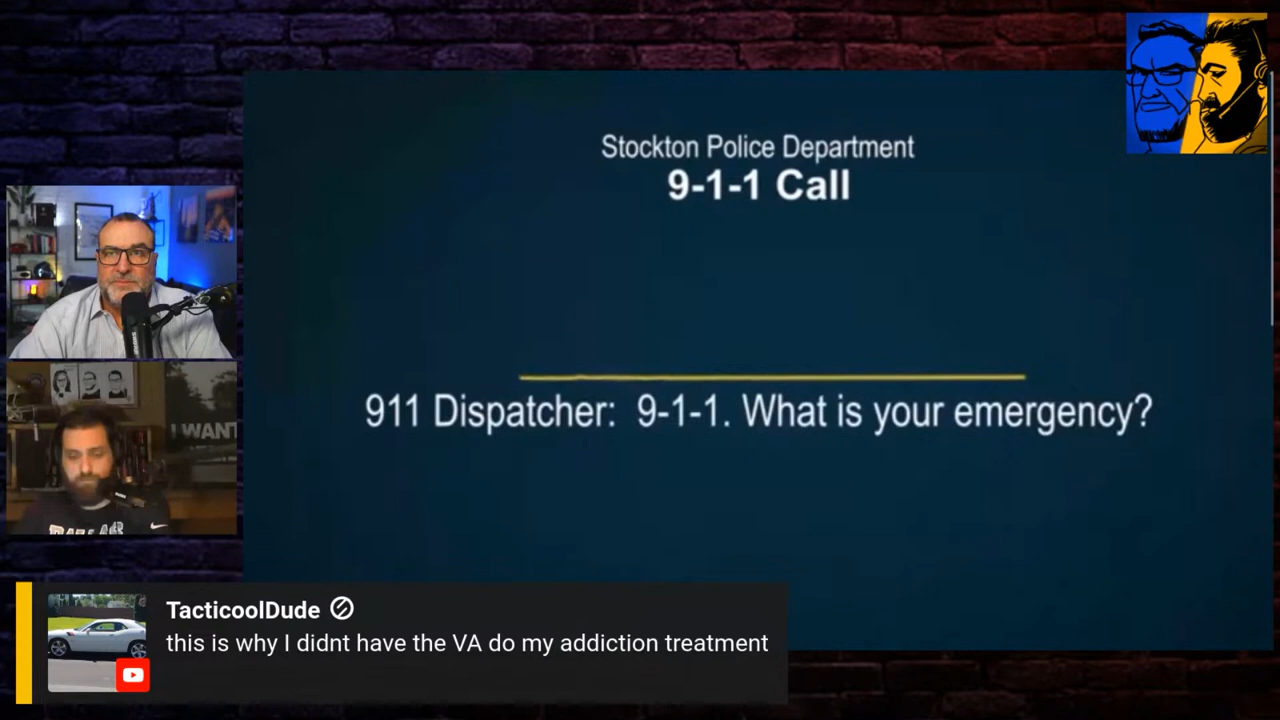 Stockton Police Department
9-1-1 Call
911 Dispatcher: 9-1-1. What is your emergency?
I WANT
TacticoolDude
this is why I didnt have the VA do my addiction treatment